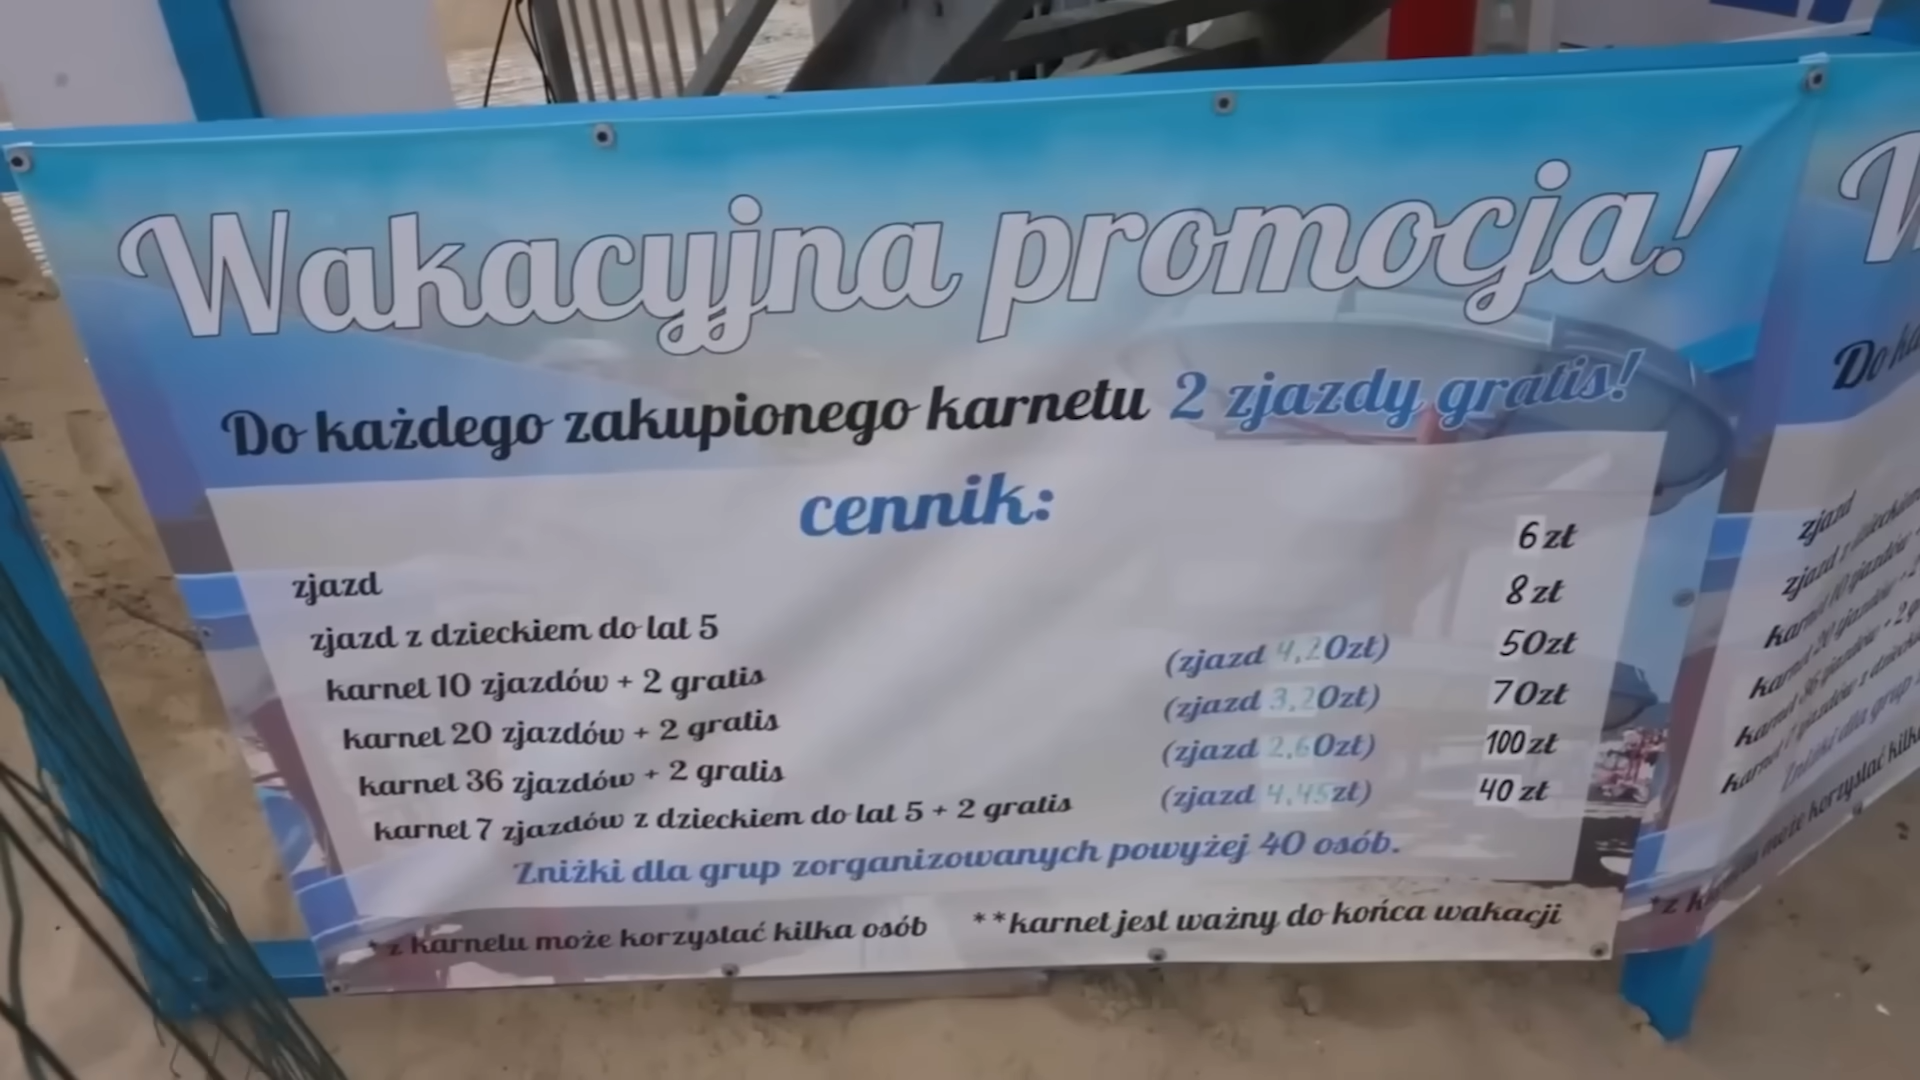 Wakacyjna promocja!
Do każdego zakupionego karnetu 2 zjazdy gratis!
cennik:
zjazd 6 zł
zjazd z dzieckiem do lat 5 8 zł
karnet 10 zjazdów + 2 gratis (zjazd 4,20zł) 50zł
karnet 20 zjazdów + 2 gratis (zjazd 3,20zł) 70zł
karnet 36 zjazdów + 2 gratis (zjazd 2,60zł) 100 zł
karnet 7 zjazdów z dzieckiem do lat 5 + 2 gratis (zjazd 4,45zł) 40 zł
Zniżki dla grup zorganizowanych powyżej 40 osób.
*z karnetu może korzystać kilka osób **karnet jest ważny do końca wakacji
zjazd